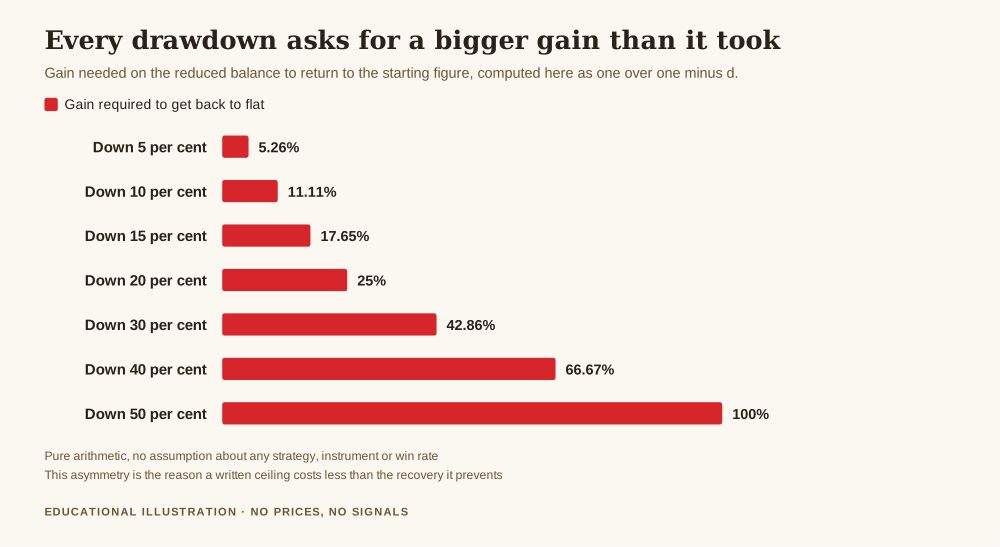 Every drawdown asks for a bigger gain than it took
Gain needed on the reduced balance to return to the starting figure, computed here as one over one minus d.
Gain required to get back to flat
Down 5 per cent 5.26%
Down 10 per cent 11.11%
Down 15 per cent 17.65%
Down 20 per cent 25%
Down 30 per cent 42.86%
Down 40 per cent 66.67%
Down 50 per cent 100%
Pure arithmetic, no assumption about any strategy, instrument or win rate
This asymmetry is the reason a written ceiling costs less than the recovery it prevents
EDUCATIONAL ILLUSTRATION · NO PRICES, NO SIGNALS